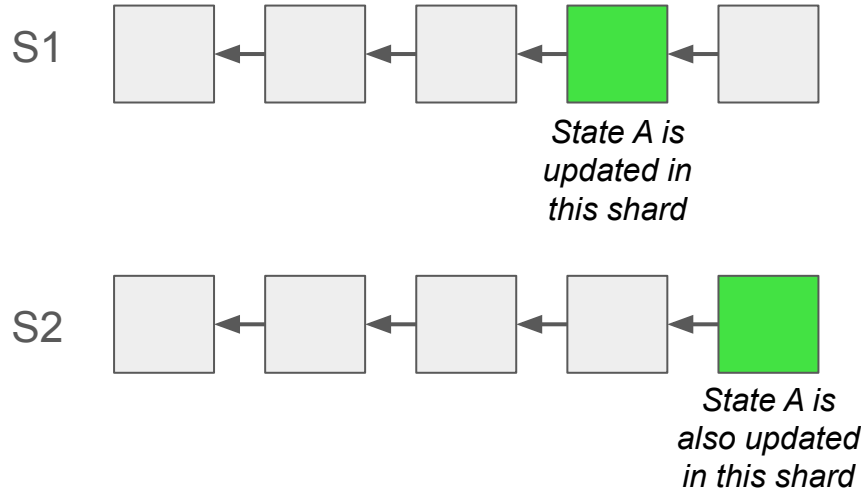 S1
State A is
updated in
this shard
S2
State A is
also updated
in this shard